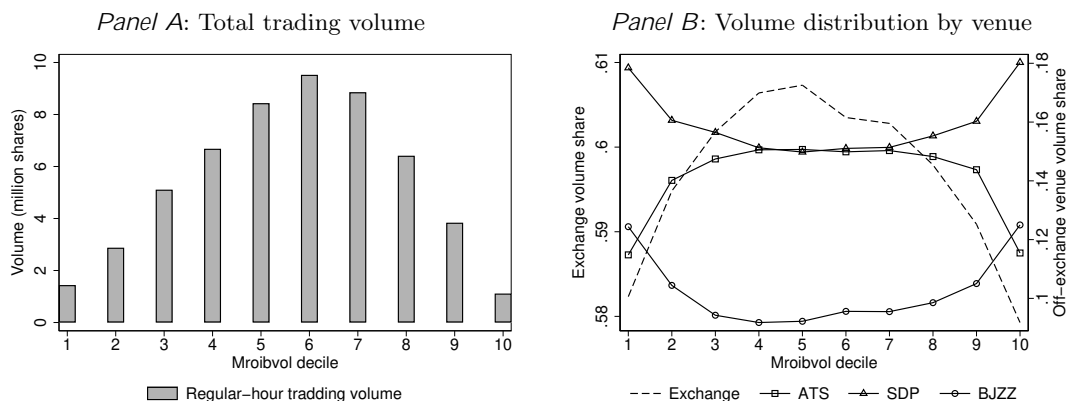 Panel A: Total trading volume
Volume (million shares)
10
8
6
4
2
0
1 2 3 4 5 6 7 8 9 10
Mroibvol decile
Regular−hour tradding volume
Panel B: Volume distribution by venue
Exchange volume share
.61
.6
.59
.58
.18
.16
.14
.12
.1
Off−exchange venue volume share
1 2 3 4 5 6 7 8 9 10
Mroibvol decile
Exchange ATS SDP BJZZ